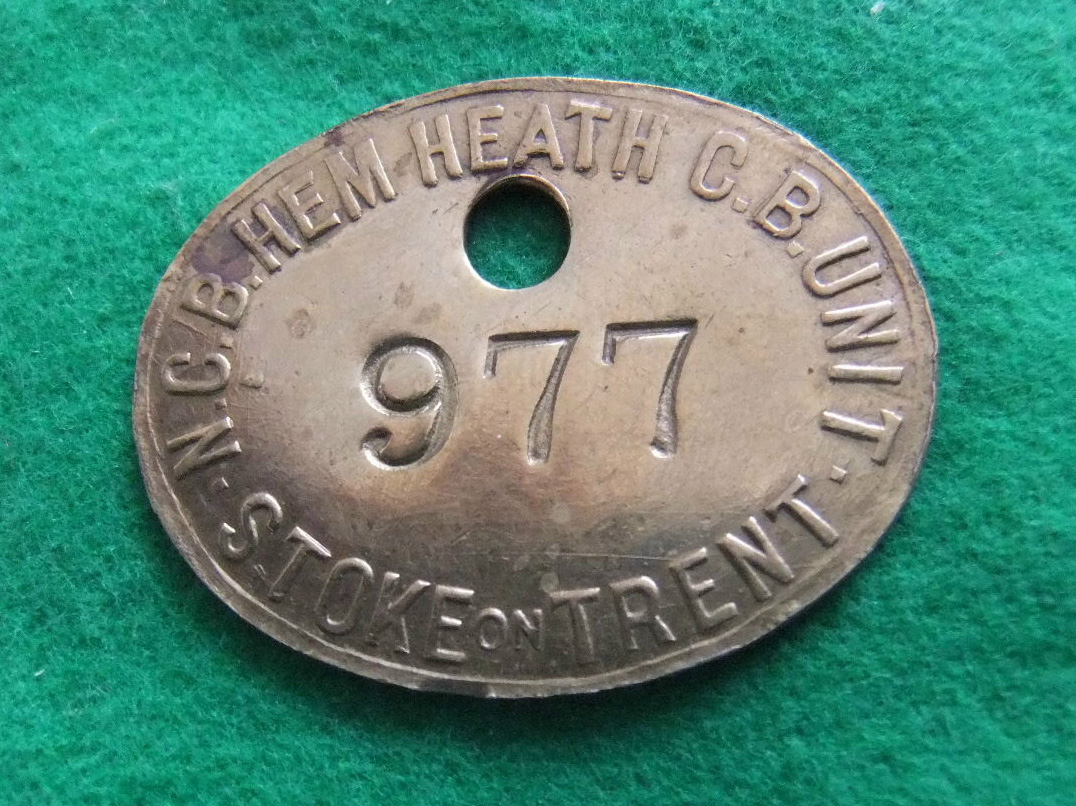 N.C.B. HEM HEATH C.B. UNIT.
977
· STOKE ON TRENT